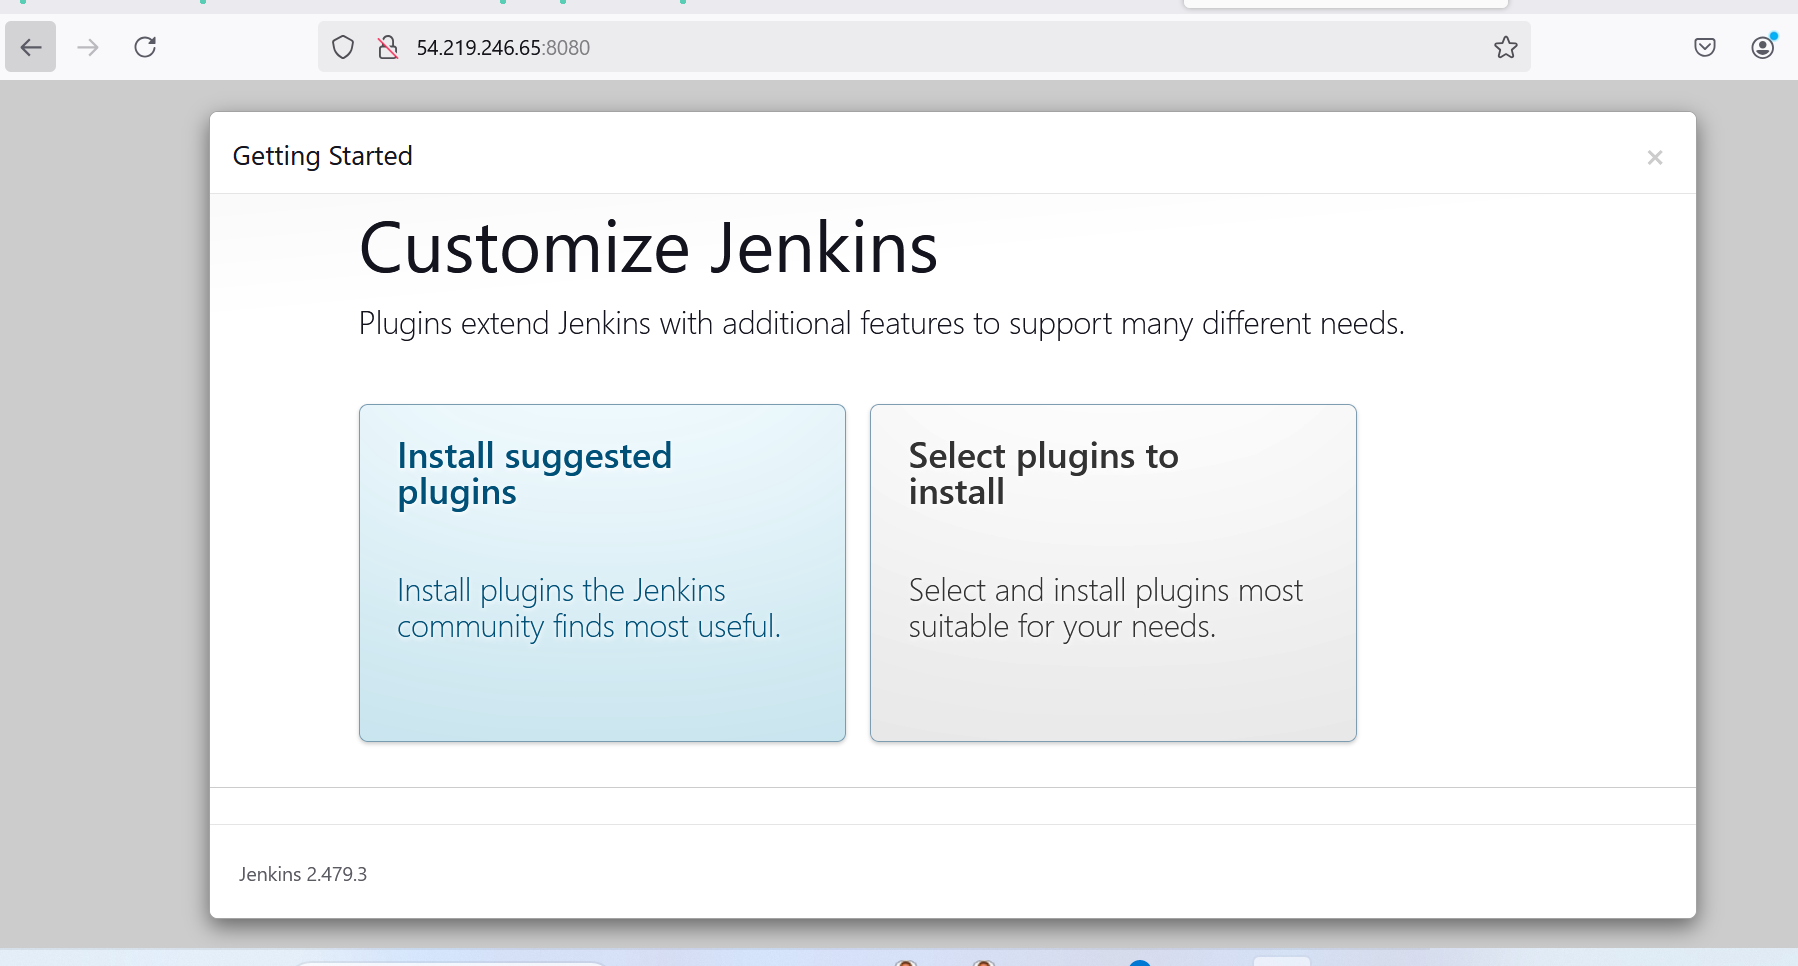 54.219.246.65:8080
Getting Started
×
Customize Jenkins
Plugins extend Jenkins with additional features to support many different needs.
Install suggested
plugins
Install plugins the Jenkins
community finds most useful.
Select plugins to
install
Select and install plugins most
suitable for your needs.
Jenkins 2.479.3